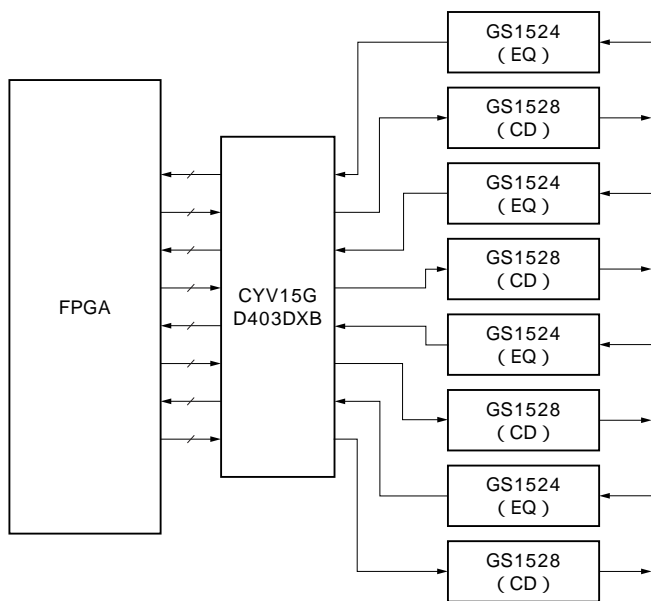 GS1524
( EQ )
GS1528
( CD )
GS1524
( EQ )
GS1528
( CD )
FPGA
CYV15G
D403DXB
GS1524
( EQ )
GS1528
( CD )
GS1524
( EQ )
GS1528
( CD )